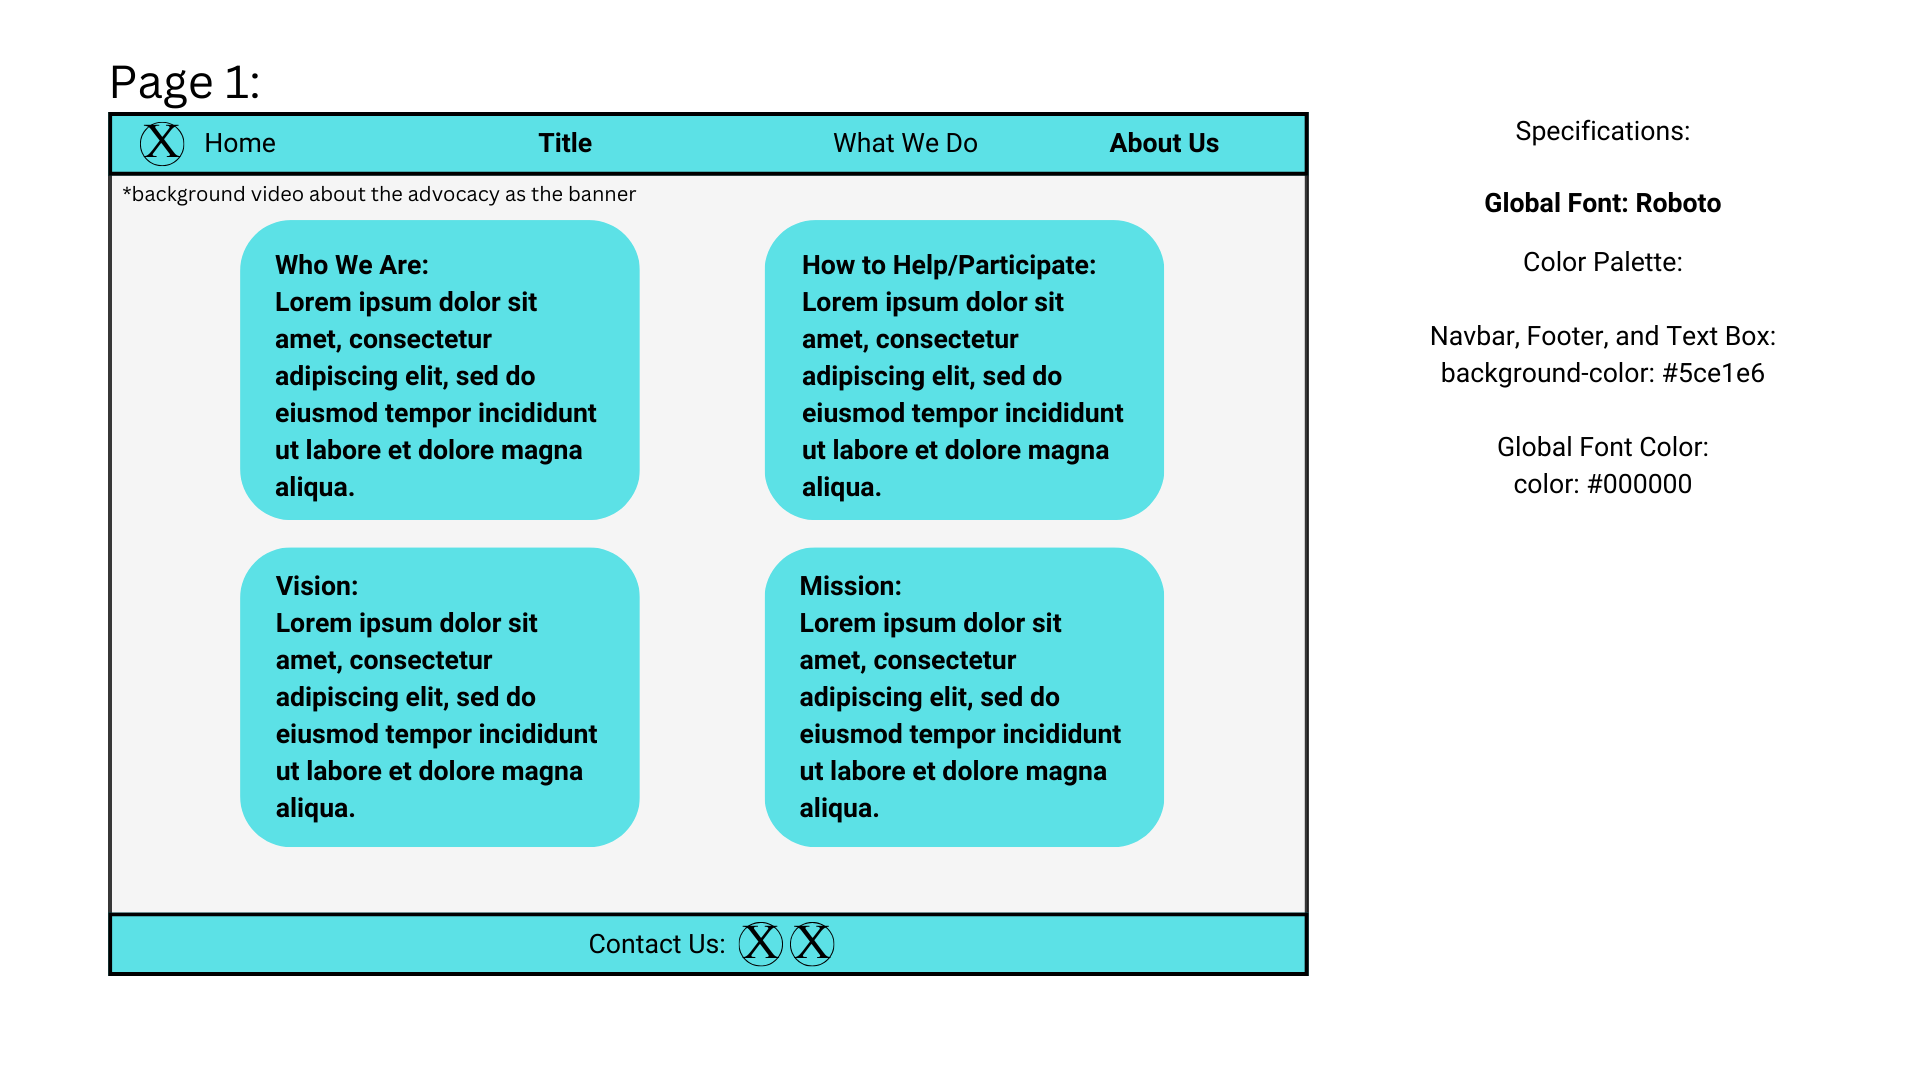 Page 1:
X Home Title What We Do About Us
*background video about the advocacy as the banner
Who We Are:
Lorem ipsum dolor sit
amet, consectetur
adipiscing elit, sed do
eiusmod tempor incididunt
ut labore et dolore magna
aliqua.
How to Help/Participate:
Lorem ipsum dolor sit
amet, consectetur
adipiscing elit, sed do
eiusmod tempor incididunt
ut labore et dolore magna
aliqua.
Vision:
Lorem ipsum dolor sit
amet, consectetur
adipiscing elit, sed do
eiusmod tempor incididunt
ut labore et dolore magna
aliqua.
Mission:
Lorem ipsum dolor sit
amet, consectetur
adipiscing elit, sed do
eiusmod tempor incididunt
ut labore et dolore magna
aliqua.
Contact Us: X X
Specifications:
Global Font: Roboto
Color Palette:
Navbar, Footer, and Text Box:
background-color: #5ce1e6
Global Font Color:
color: #000000